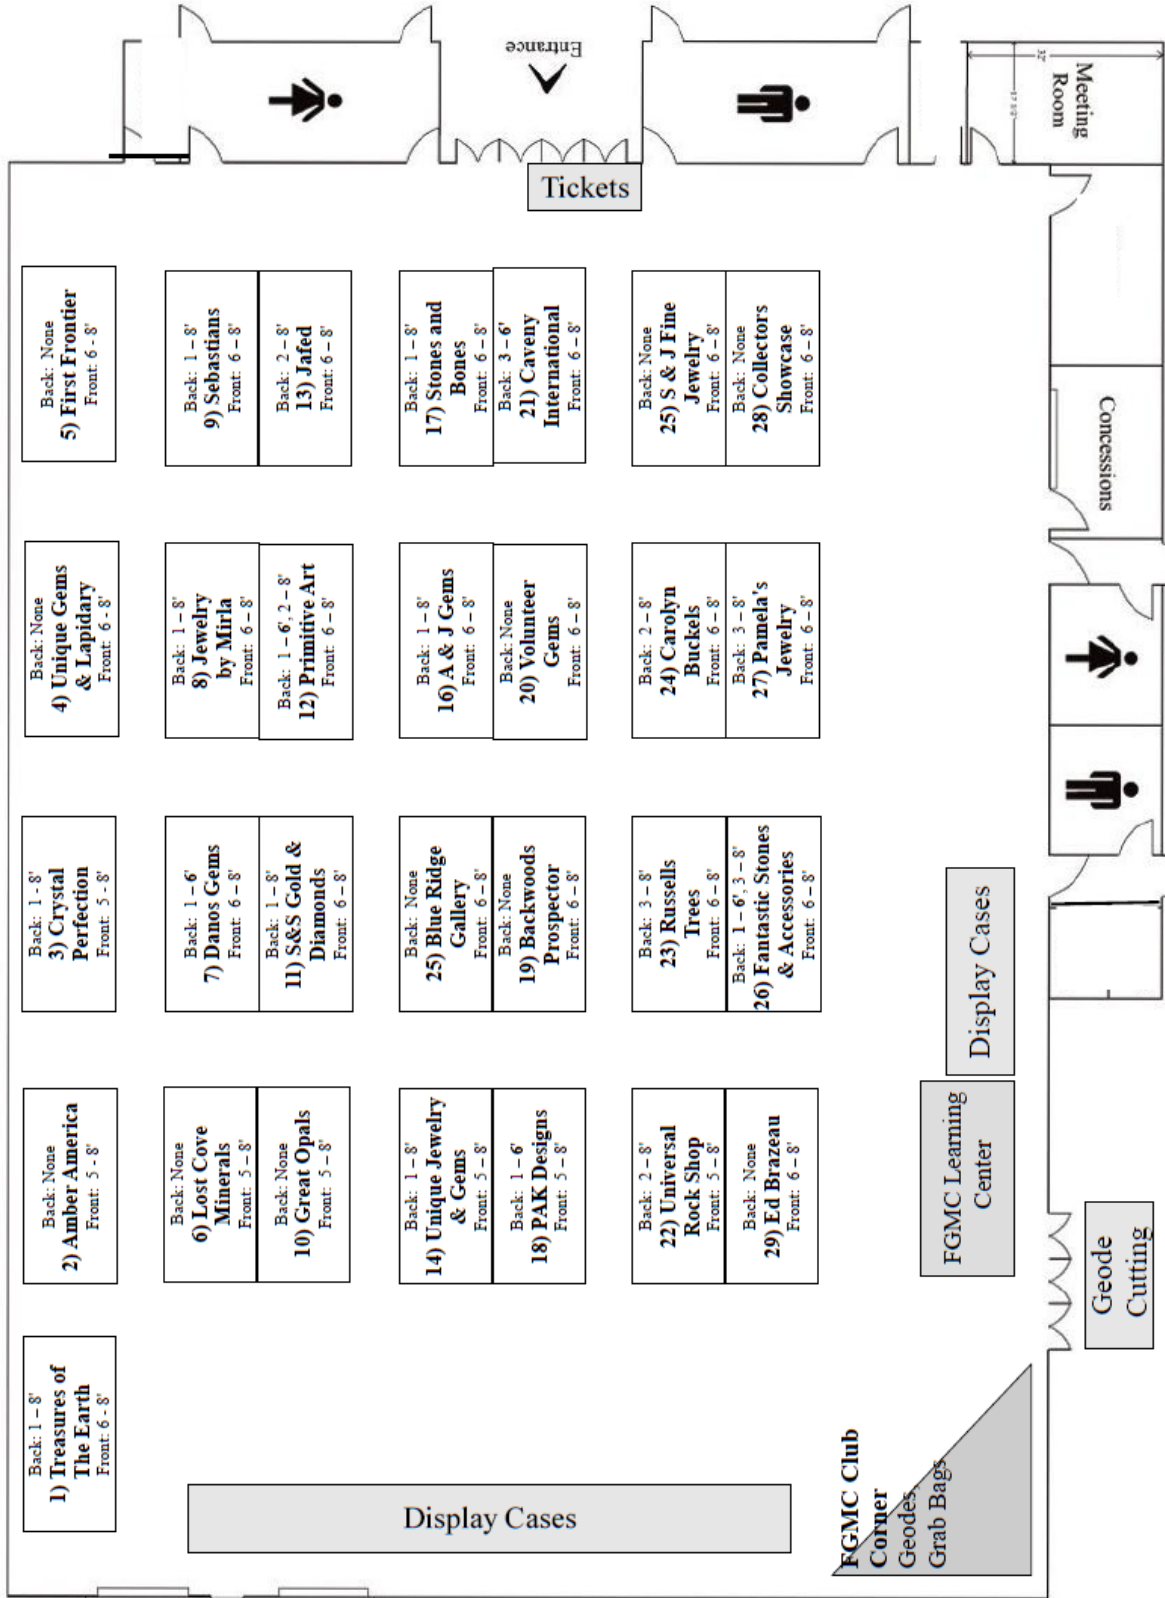 Entrance
Meeting
Room
32'
Tickets
Concessions
Back: None
5) First Frontier
Front: 6 - 8'
Back: 1 – 8'
9) Sebastians
Front: 6 – 8'
Back: 2 – 8'
13) Jafed
Front: 6 – 8'
Back: 1 – 8'
17) Stones and
Bones
Front: 6 – 8'
Back: 3 – 6'
21) Caveny
International
Front: 6 – 8'
Back: None
25) S & J Fine
Jewelry
Front: 6 – 8'
Back: None
28) Collectors
Showcase
Front: 6 – 8'
Back: None
4) Unique Gems
& Lapidary
Front: 6 - 8'
Back: 1 – 8'
8) Jewelry
by Mirla
Front: 6 – 8'
Back: 1 – 6', 2 – 8'
12) Primitive Art
Front: 6 – 8'
Back: 1 – 8'
16) A & J Gems
Front: 6 – 8'
Back: None
20) Volunteer
Gems
Front: 6 – 8'
Back: 2 – 8'
24) Carolyn
Buckels
Front: 6 – 8'
Back: 3 – 8'
27) Pamela's
Jewelry
Front: 6 – 8'
Back: 1 - 8'
3) Crystal
Perfection
Front: 5 - 8'
Back: 1 – 6'
7) Danos Gems
Front: 6 – 8'
Back: 1 – 8'
11) S&S Gold &
Diamonds
Front: 6 – 8'
Back: None
25) Blue Ridge
Gallery
Front: 6 – 8'
Back: None
19) Backwoods
Prospector
Front: 6 – 8'
Back: 3 – 8'
23) Russells
Trees
Front: 6 – 8'
Back: 1 – 6', 3 – 8'
26) Fantastic Stones
& Accessories
Front: 6 – 8'
Display Cases
Back: None
2) Amber America
Front: 5 - 8'
Back: None
6) Lost Cove
Minerals
Front: 5 – 8'
Back: None
10) Great Opals
Front: 5 – 8'
Back: 1 – 8'
14) Unique Jewelry
& Gems
Front: 5 – 8'
Back: 1 – 6'
18) PAK Designs
Front: 5 – 8'
Back: 2 – 8'
22) Universal
Rock Shop
Front: 5 – 8'
Back: None
29) Ed Brazeau
Front: 6 – 8'
FGMC Learning
Center
Geode
Cutting
Back: 1 – 8'
1) Treasures of
The Earth
Front: 6 - 8'
Display Cases
FGMC Club
Corner
Geodes,
Grab Bags